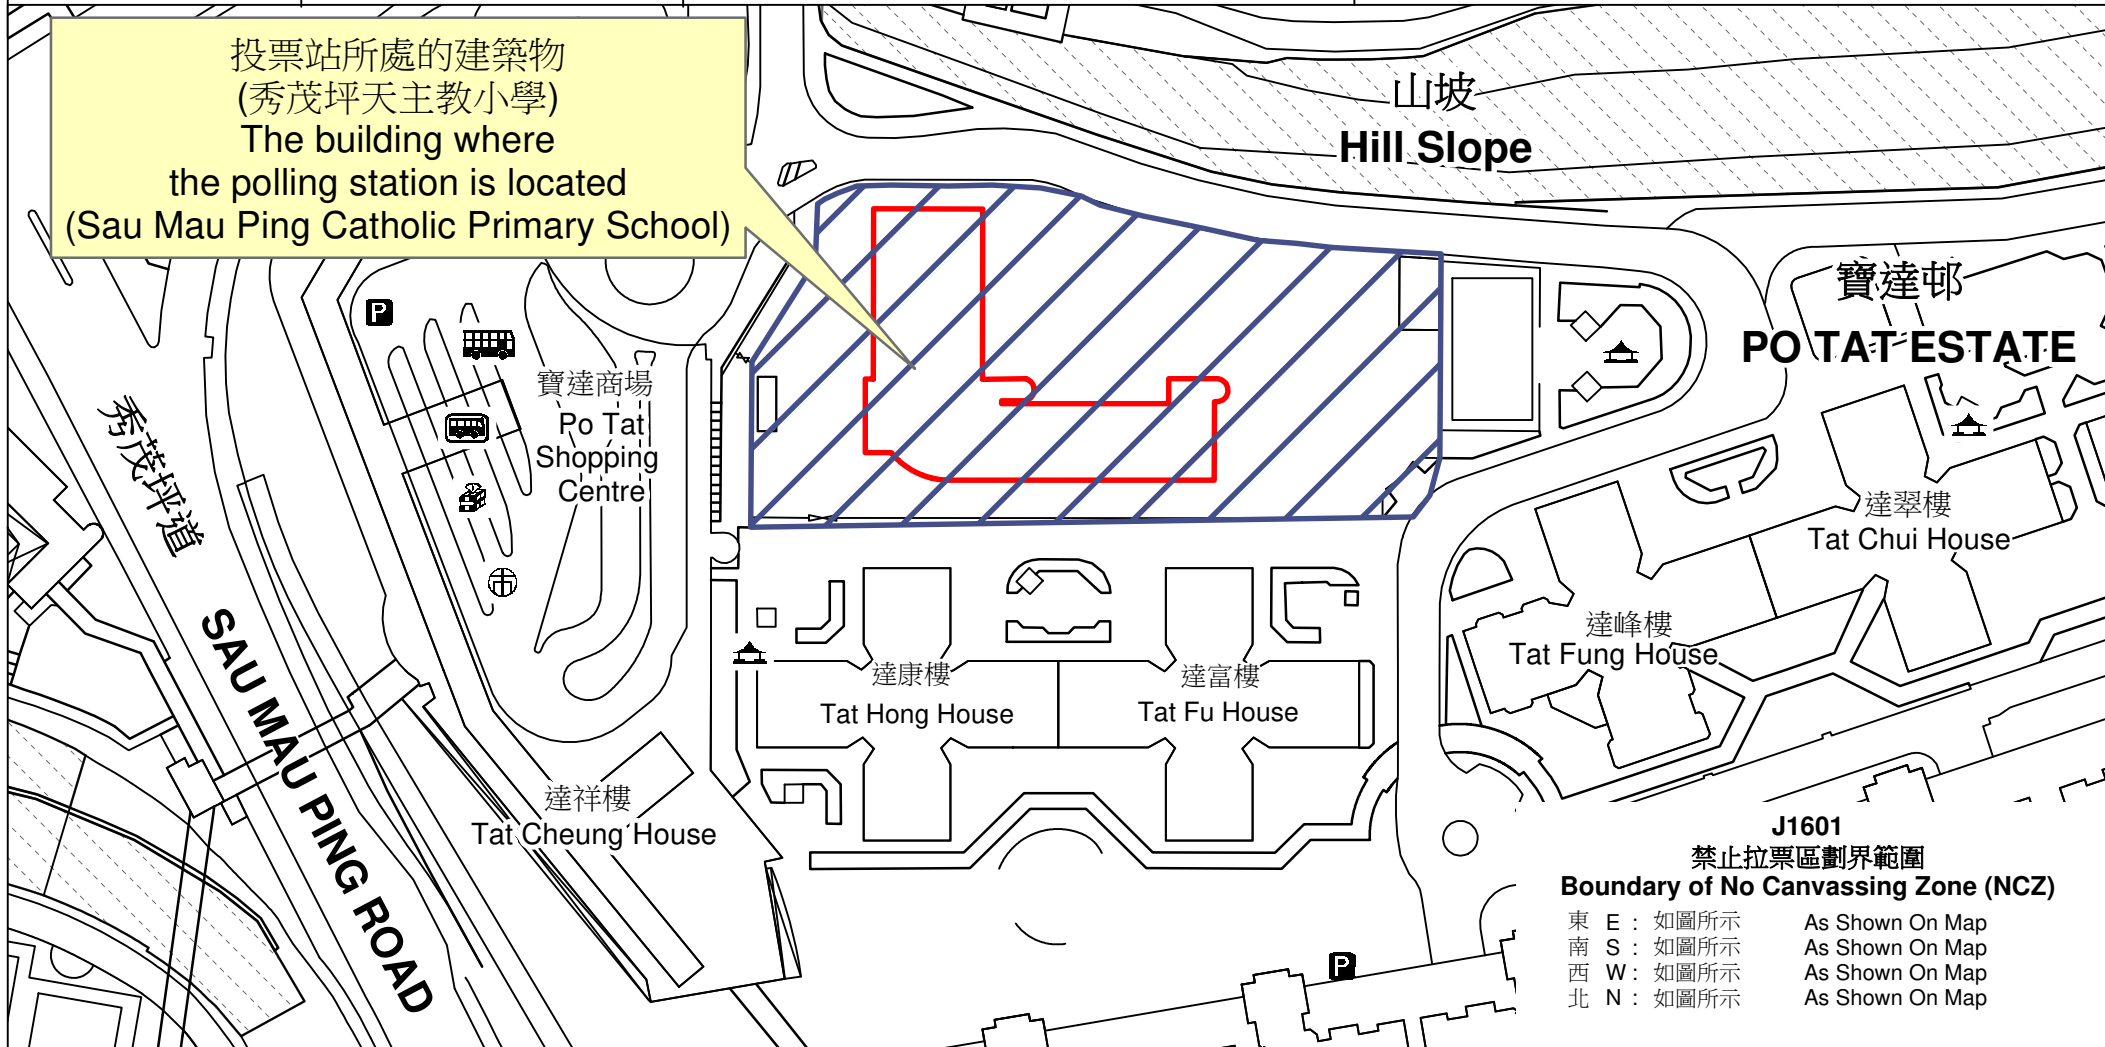 投票站所處的建築物
(秀茂坪天主教小學)
The building where
the polling station is located
(Sau Mau Ping Catholic Primary School)
山坡
Hill Slope
寶達邨
PO TAT ESTATE
P
寶達商場
Po Tat
Shopping
Centre
市
秀茂坪道
SAU MAU PING ROAD
達翠樓
Tat Chui House
達峰樓
Tat Fung House
達康樓
Tat Hong House
達富樓
Tat Fu House
達祥樓
Tat Cheung House
P
J1601
禁止拉票區劃界範圍
Boundary of No Canvassing Zone (NCZ)
東 E : 如圖所示 As Shown On Map
南 S : 如圖所示 As Shown On Map
西 W : 如圖所示 As Shown On Map
北 N : 如圖所示 As Shown On Map